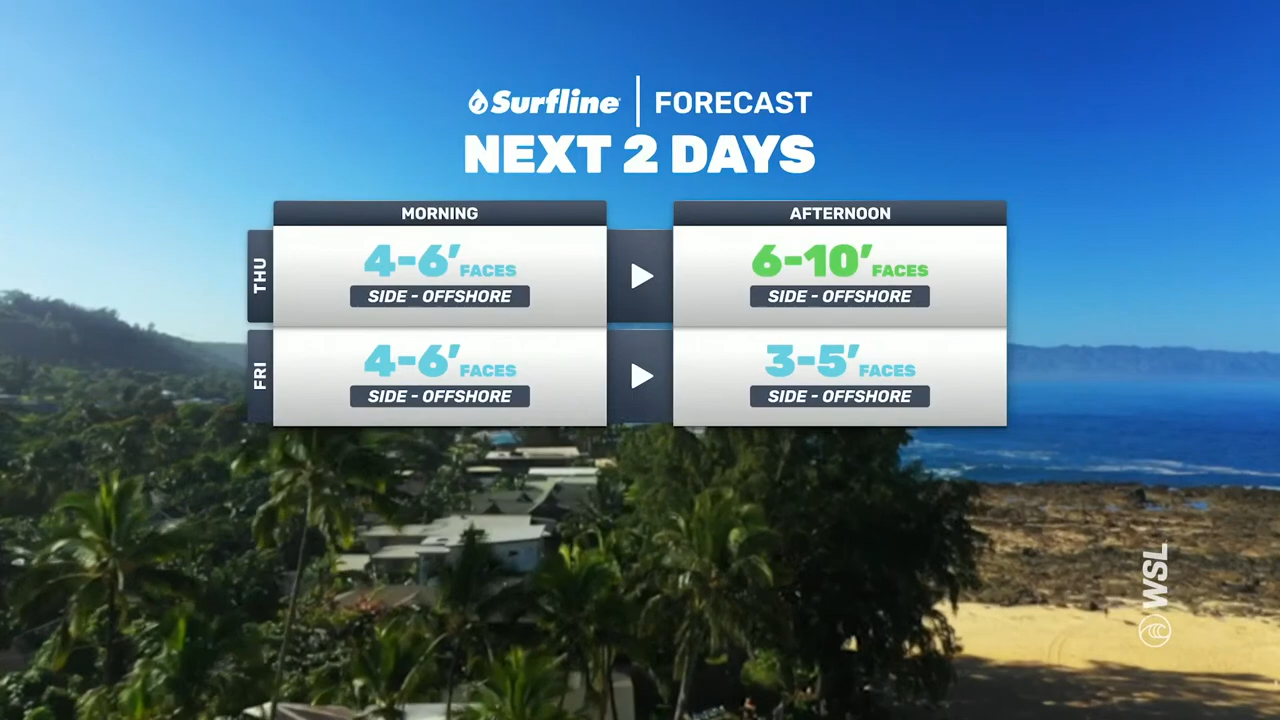 Surfline | FORECAST
NEXT 2 DAYS
MORNING
AFTERNOON
THU
4-6' FACES
SIDE - OFFSHORE
6-10' FACES
SIDE - OFFSHORE
FRI
4-6' FACES
SIDE - OFFSHORE
3-5' FACES
SIDE - OFFSHORE
WSL